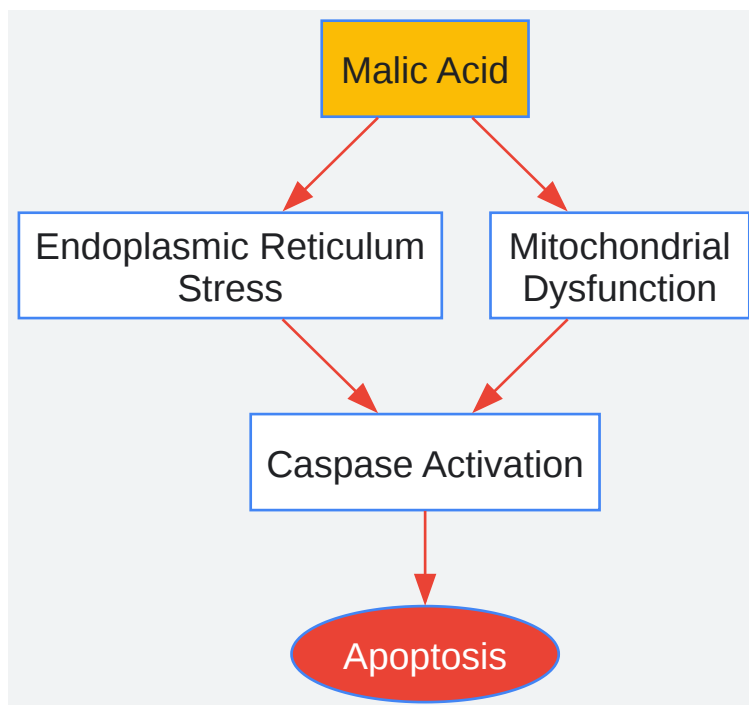 Malic Acid
Endoplasmic Reticulum
Stress
Mitochondrial
Dysfunction
Caspase Activation
Apoptosis